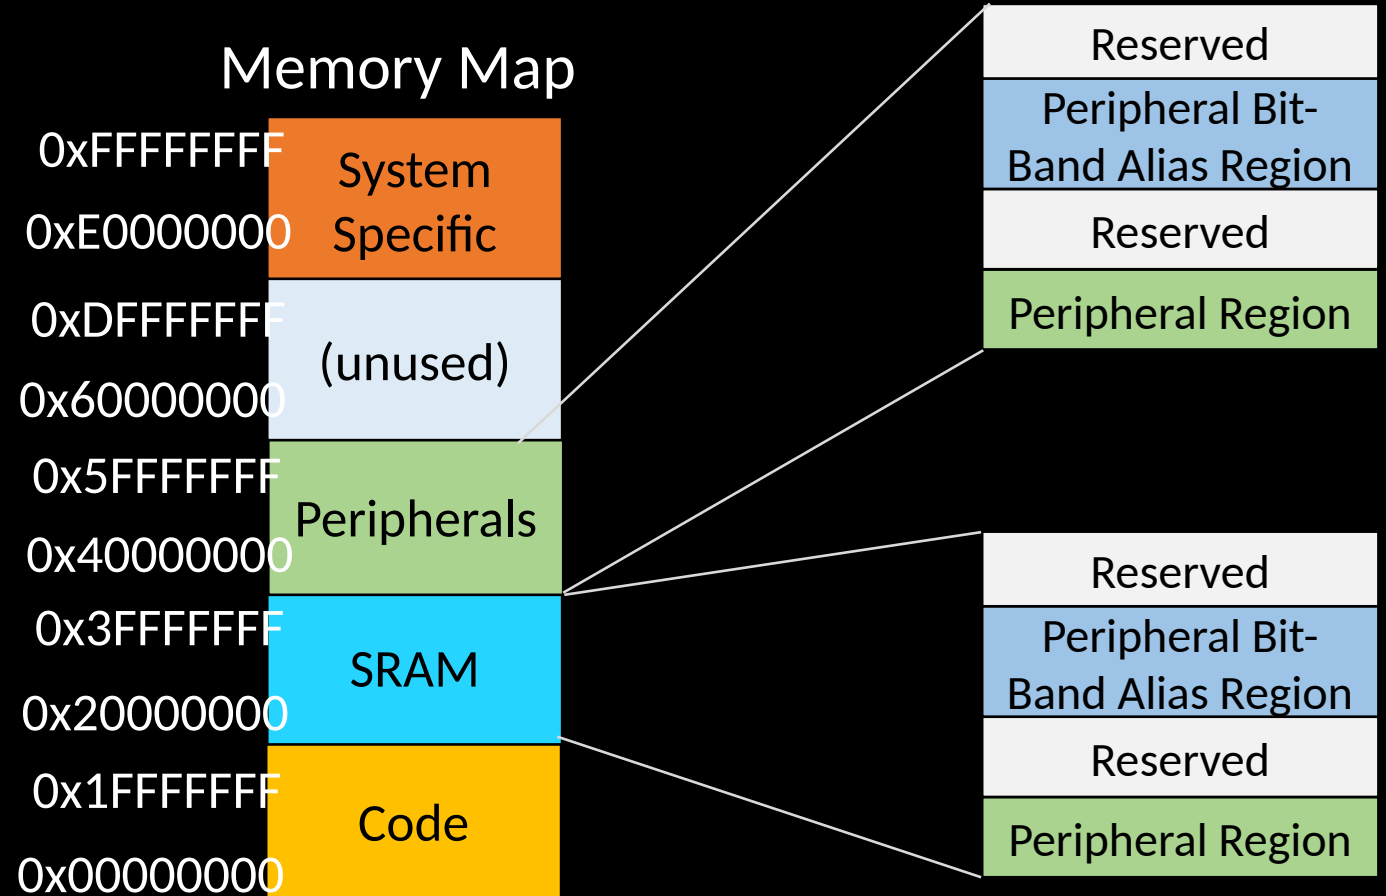 Memory Map
0xFFFFFFFF
System
Specific
0xE0000000
0xDFFFFFFF
(unused)
0x60000000
0x5FFFFFFF
Peripherals
0x40000000
0x3FFFFFFF
SRAM
0x20000000
0x1FFFFFFF
Code
0x00000000
Reserved
Peripheral Bit-
Band Alias Region
Reserved
Peripheral Region
Reserved
Peripheral Bit-
Band Alias Region
Reserved
Peripheral Region